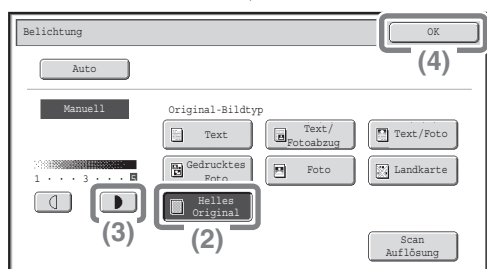 Belichtung
OK
(4)
Auto
Manuell
Original-Bildtyp
Text
Text/
Fotoabzug
Text/Foto
Gedrucktes
Foto
Foto
Landkarte
1 · · · 3 · · · 5
Helles
Original
(3)
(2)
Scan
Auflösung